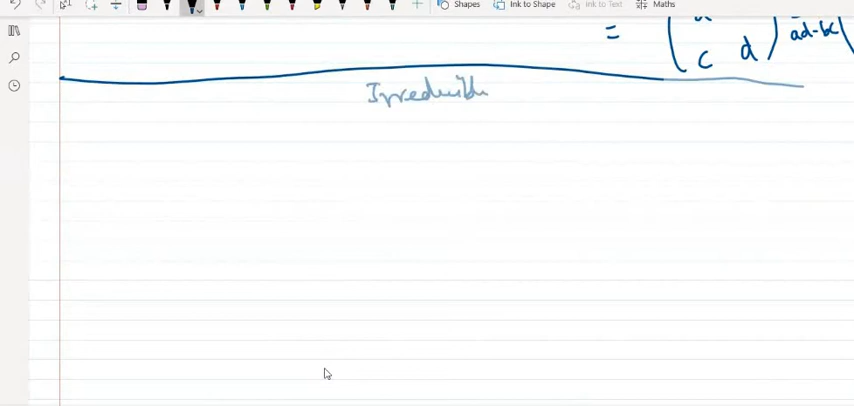 Shapes Ink to Shape Ink to Text Maths
= ( c d ) ad-bc (
Irreducible